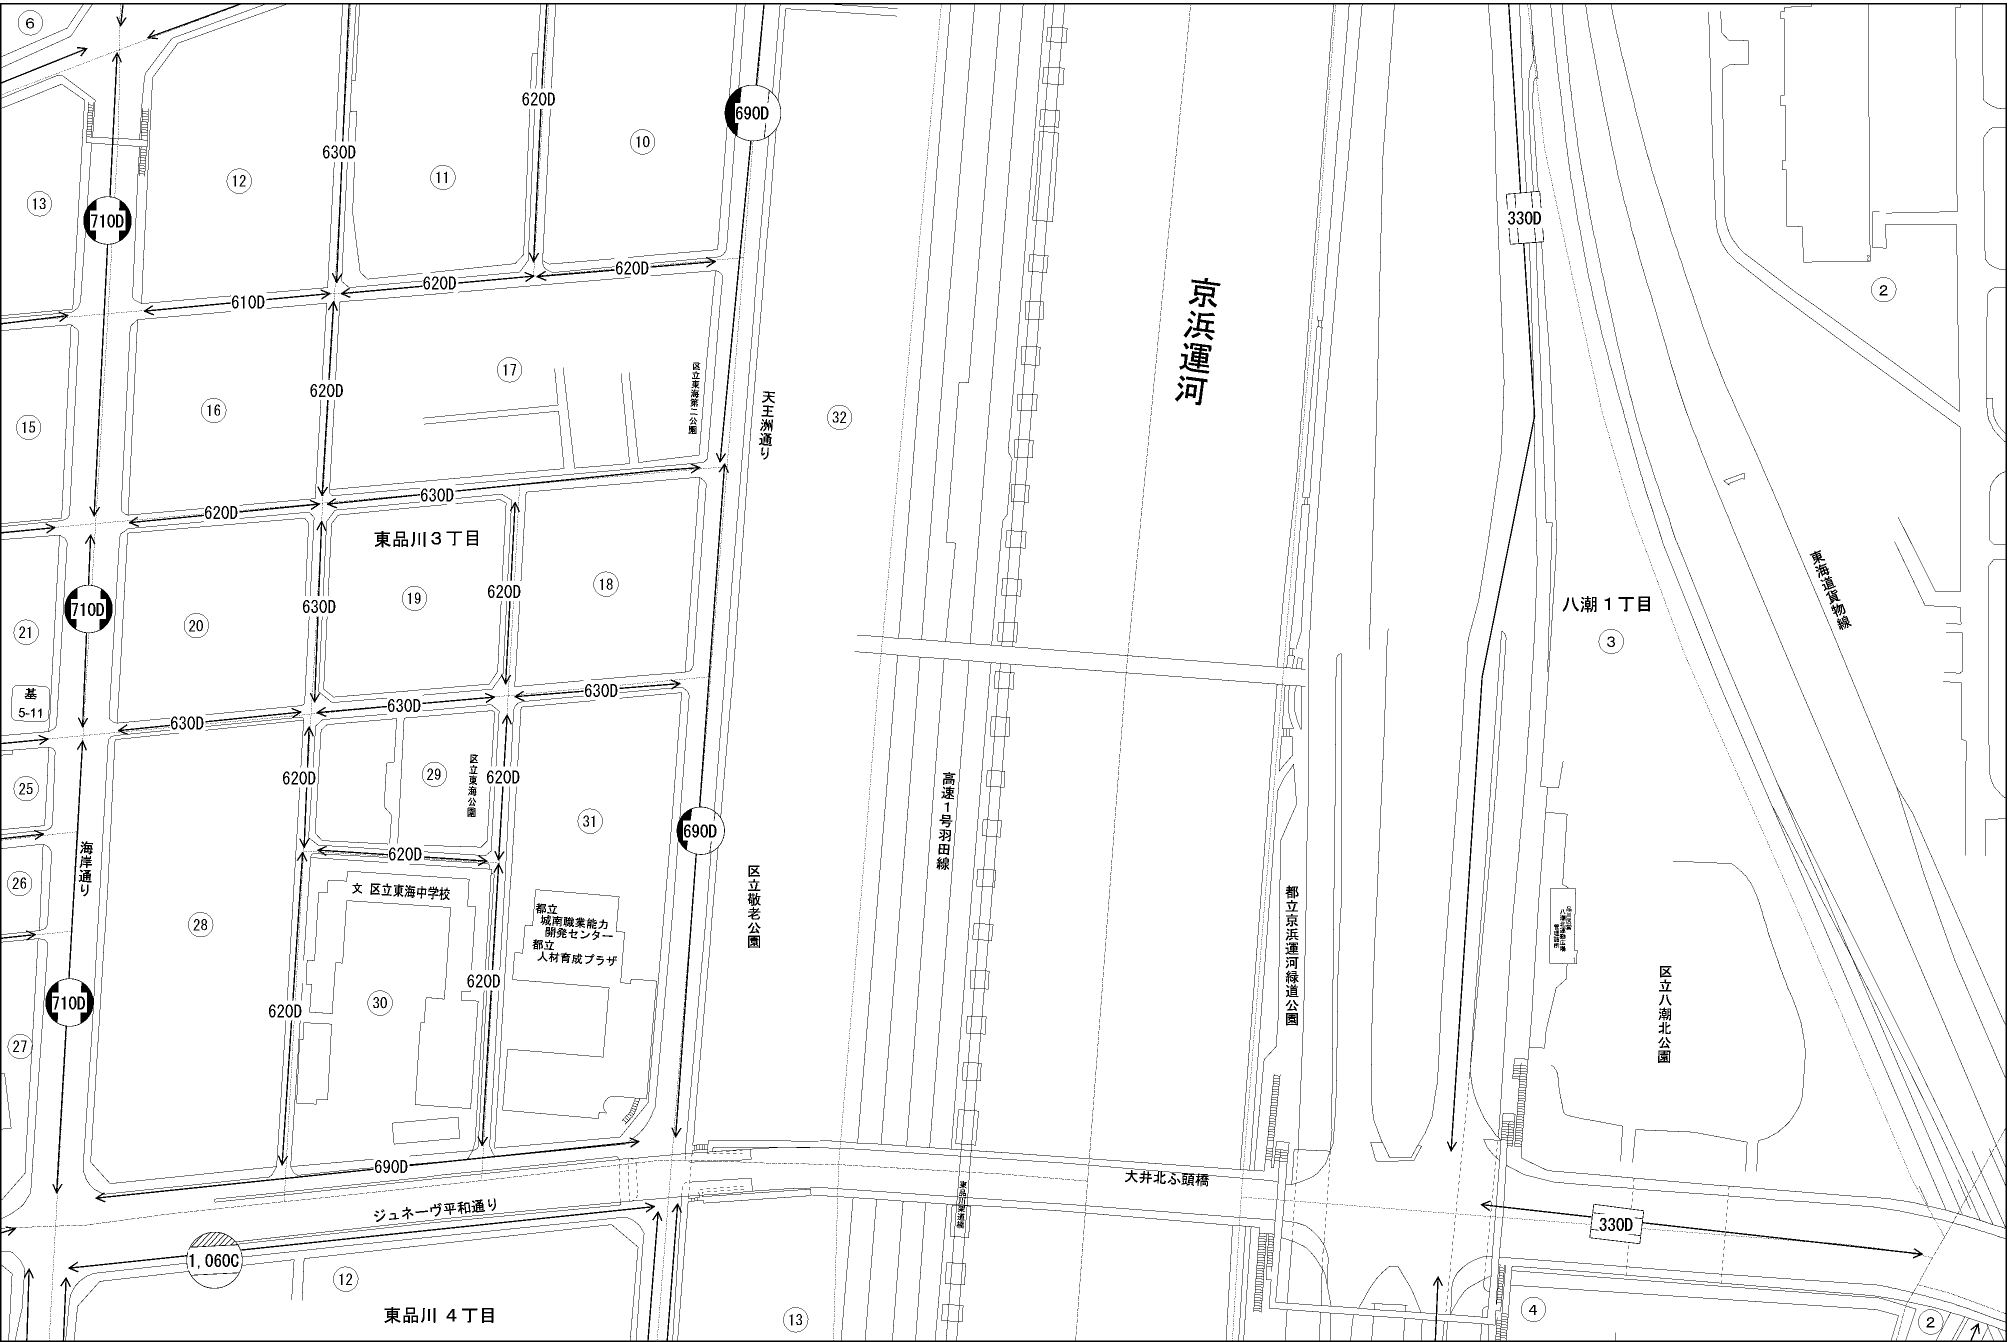 6
620D
690D
10
630D
11
12
13
710D
330D
620D
620D
610D
2
京浜運河
17
区立東海第二公園
620D
天王洲通り
16
32
15
630D
620D
東品川3丁目
東海道貨物線
18
620D
19
630D
八潮1丁目
710D
20
21
3
基
5-11
630D
630D
630D
区立東海公園
29
620D
620D
25
高速1号羽田線
31
690D
海岸通り
620D
26
文 区立東海中学校
区立敬老公園
都立京浜運河緑道公園
都立
城南職業能力
開発センター
都立
人材育成プラザ
28
区立八潮北公園
620D
30
710D
620D
27
690D
大井北ふ頭橋
ジュネーヴ平和通り
東品川架道橋
330D
1,060C
12
東品川 4丁目
13
4
2